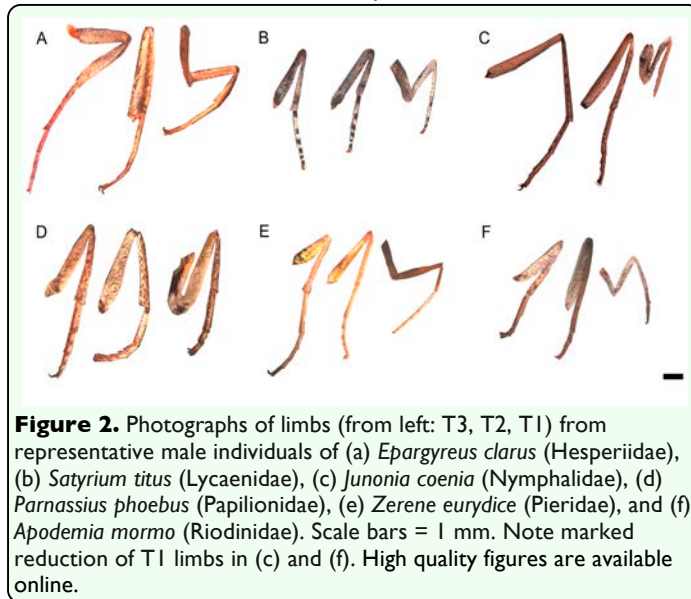 A
B
C
D
E
F
Figure 2. Photographs of limbs (from left: T3, T2, T1) from
representative male individuals of (a) Epargyreus clarus (Hesperiidae),
(b) Satyrium titus (Lycaenidae), (c) Junonia coenia (Nymphalidae), (d)
Parnassius phoebus (Papilionidae), (e) Zerene eurydice (Pieridae), and (f)
Apodemia mormo (Riodinidae). Scale bars = 1 mm. Note marked
reduction of T1 limbs in (c) and (f). High quality figures are available
online.